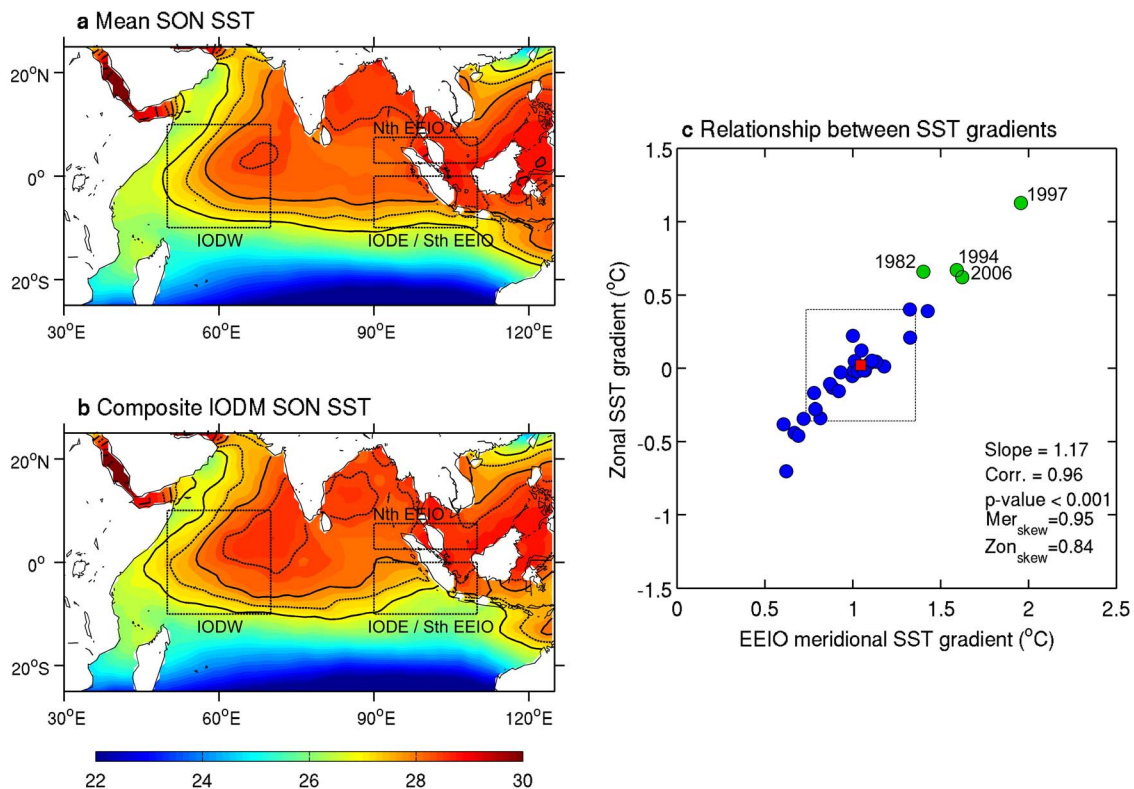 a Mean SON SST
20°N
0°
20°S
30°E
60°E
90°E
120°E
Nth EEIO
IODW
IODE / Sth EEIO
b Composite IODM SON SST
20°N
0°
20°S
30°E
60°E
90°E
120°E
Nth EEIO
IODW
IODE / Sth EEIO
22
24
26
28
30
c Relationship between SST gradients
Zonal SST gradient (°C)
1.5
1
0.5
0
-0.5
-1
-1.5
1997
1982
1994
2006
Slope = 1.17
Corr. = 0.96
p-value < 0.001
Mer_skew=0.95
Zon_skew=0.84
0
0.5
1
1.5
2
2.5
EEIO meridional SST gradient (°C)